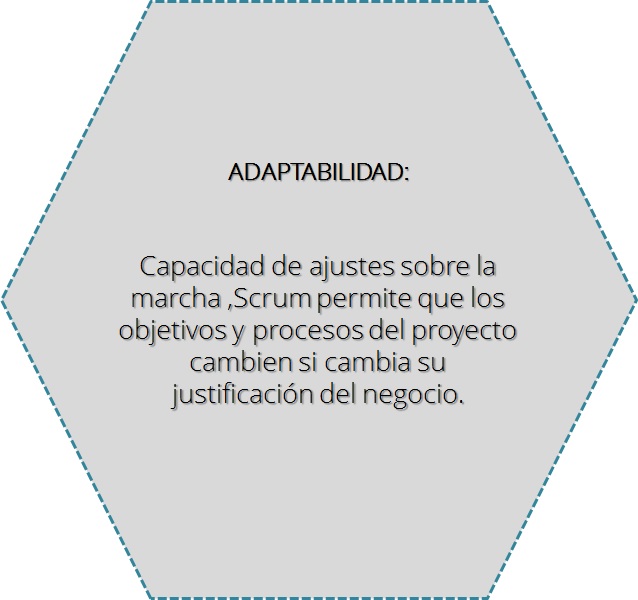 ADAPTABILIDAD:
Capacidad de ajustes sobre la
marcha ,Scrum permite que los
objetivos y procesos del proyecto
cambien si cambia su
justificación del negocio.